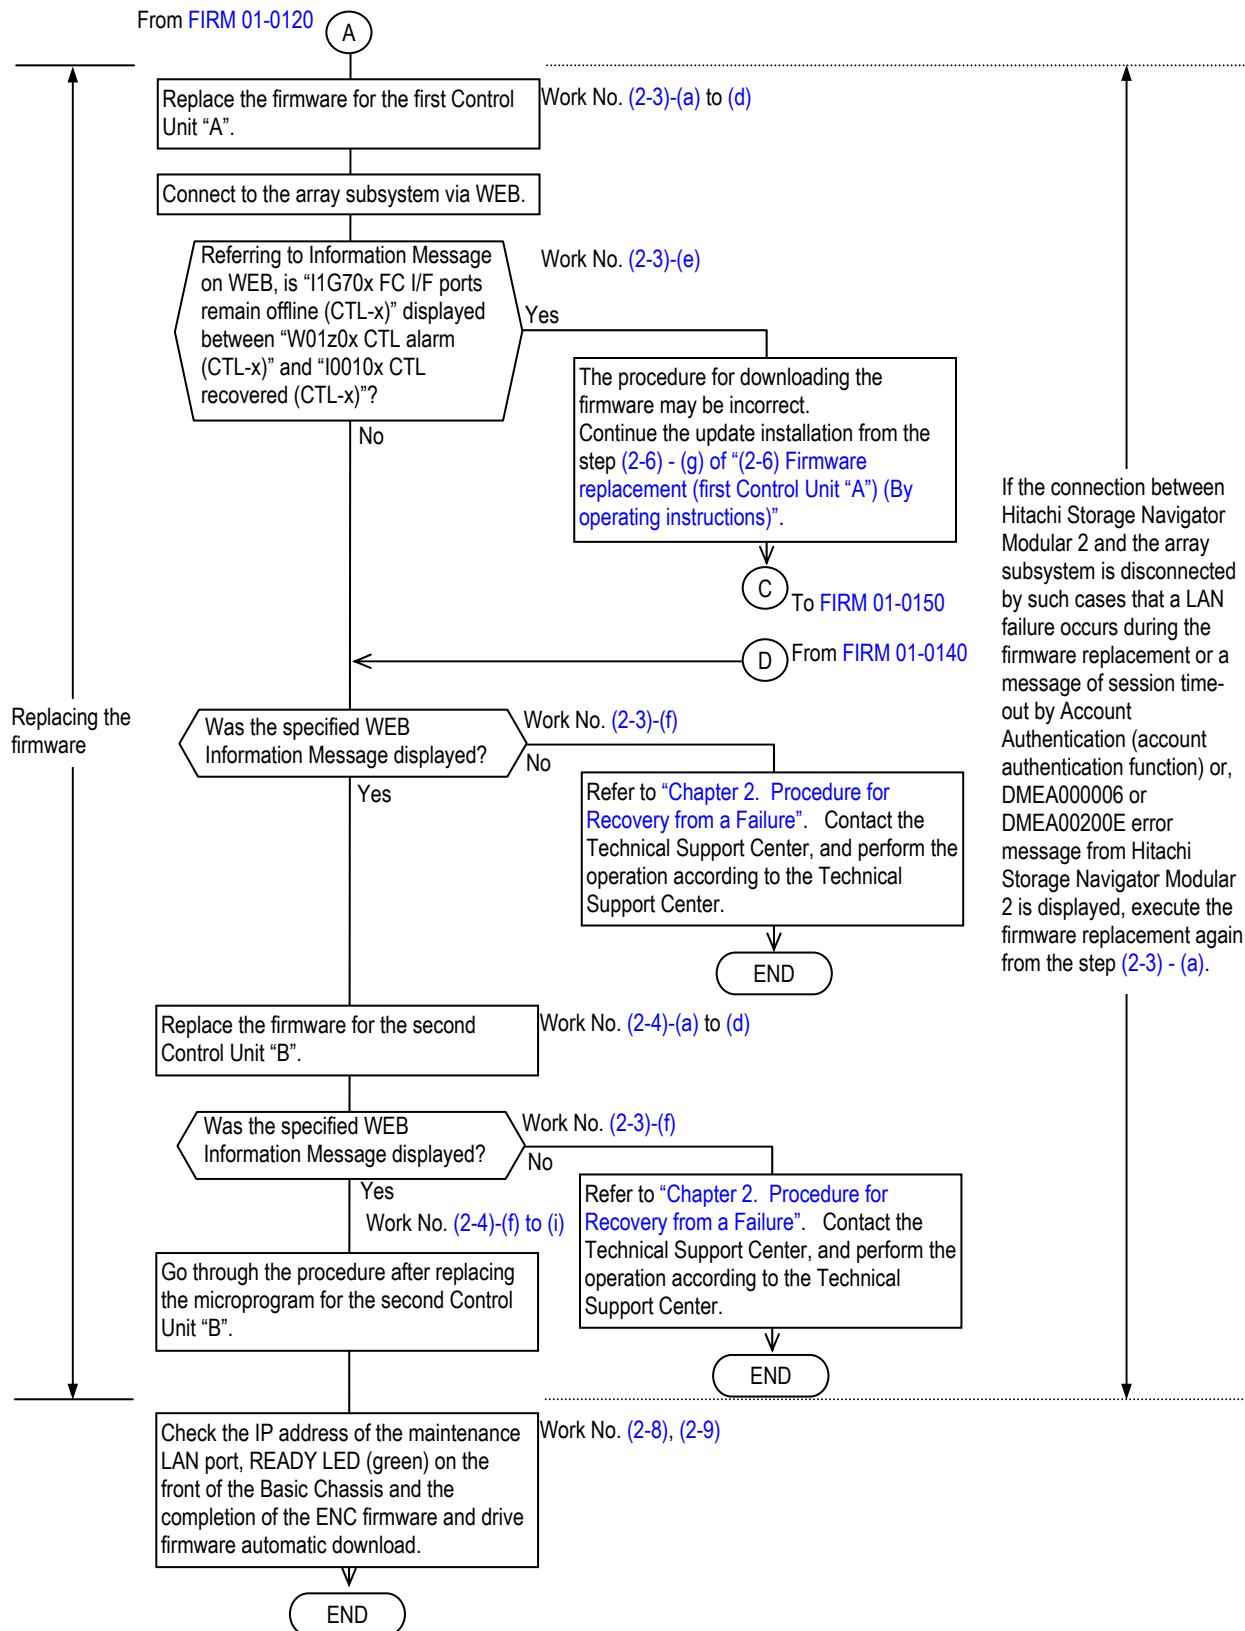 From FIRM 01-0120
A
Replace the firmware for the first Control
Unit “A”.
Work No. (2-3)-(a) to (d)
Connect to the array subsystem via WEB.
Referring to Information Message
on WEB, is “I1G70x FC I/F ports
remain offline (CTL-x)” displayed
between “W01z0x CTL alarm
(CTL-x)” and “I0010x CTL
recovered (CTL-x)”?
Work No. (2-3)-(e)
Yes
No
The procedure for downloading the
firmware may be incorrect.
Continue the update installation from the
step (2-6) - (g) of “(2-6) Firmware
replacement (first Control Unit “A”) (By
operating instructions)”.
C
To FIRM 01-0150
D
From FIRM 01-0140
Replacing the
firmware
Was the specified WEB
Information Message displayed?
Work No. (2-3)-(f)
No
Yes
Refer to “Chapter 2.  Procedure for
Recovery from a Failure”.   Contact the
Technical Support Center, and perform the
operation according to the Technical
Support Center.
END
If the connection between
Hitachi Storage Navigator
Modular 2 and the array
subsystem is disconnected
by such cases that a LAN
failure occurs during the
firmware replacement or a
message of session time-
out by Account
Authentication (account
authentication function) or,
DMEA000006 or
DMEA00200E error
message from Hitachi
Storage Navigator Modular
2 is displayed, execute the
firmware replacement again
from the step (2-3) - (a).
Replace the firmware for the second
Control Unit “B”.
Work No. (2-4)-(a) to (d)
Was the specified WEB
Information Message displayed?
Work No. (2-3)-(f)
No
Yes
Work No. (2-4)-(f) to (i)
Refer to “Chapter 2.  Procedure for
Recovery from a Failure”.   Contact the
Technical Support Center, and perform the
operation according to the Technical
Support Center.
END
Go through the procedure after replacing
the microprogram for the second Control
Unit “B”.
Check the IP address of the maintenance
LAN port, READY LED (green) on the
front of the Basic Chassis and the
completion of the ENC firmware and drive
firmware automatic download.
Work No. (2-8), (2-9)
END